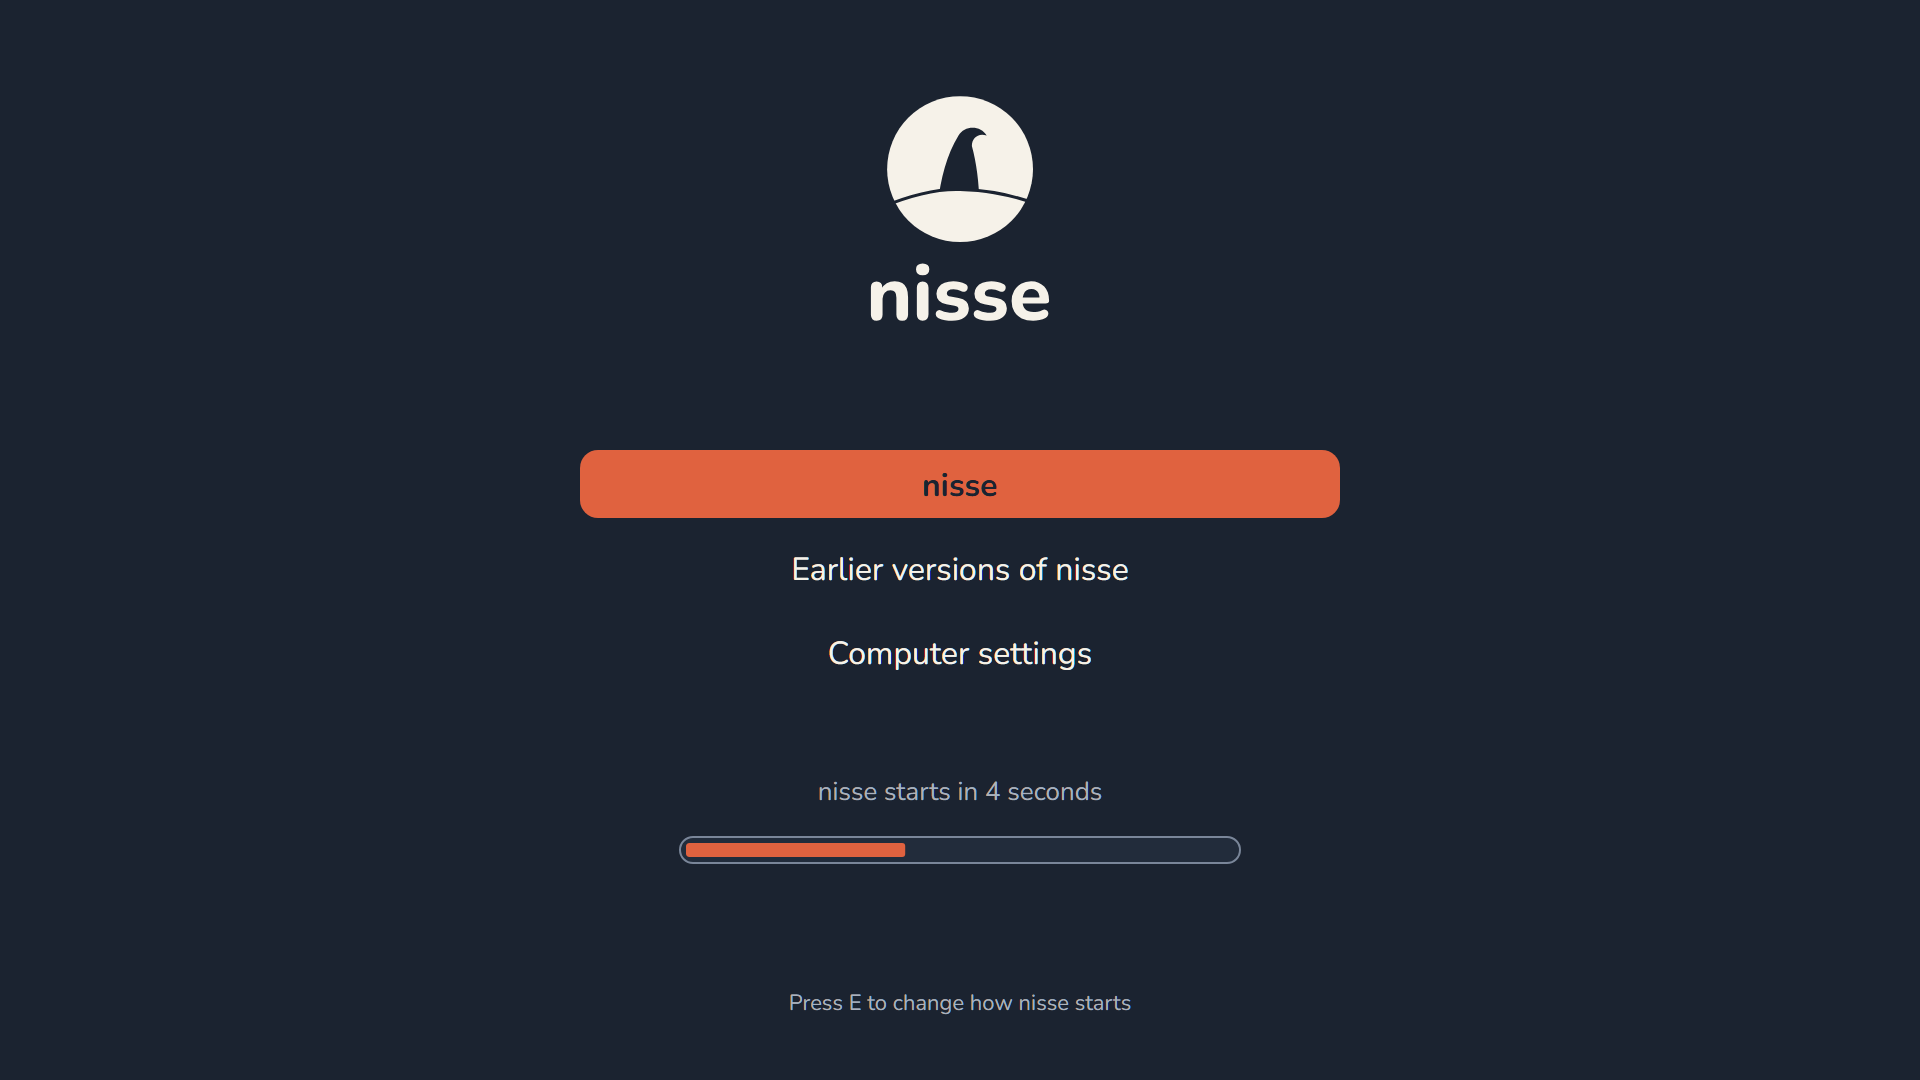 nisse
nisse
Earlier versions of nisse
Computer settings
nisse starts in 4 seconds
Press E to change how nisse starts